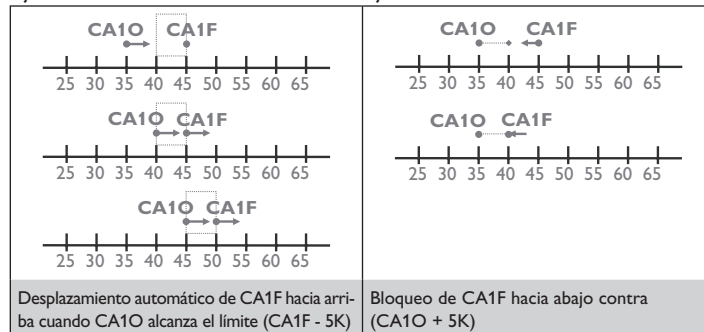 CA1O CA1F
25 30 35 40 45 50 55 60 65
CA1O CA1F
25 30 35 40 45 50 55 60 65
CA1O CA1F
25 30 35 40 45 50 55 60 65
Desplazamiento automático de CA1F hacia arri-
ba cuando CA1O alcanza el límite (CA1F - 5K)
CA1O CA1F
25 30 35 40 45 50 55 60 65
CA1O CA1F
25 30 35 40 45 50 55 60 65
Bloqueo de CA1F hacia abajo contra
(CA1O + 5K)